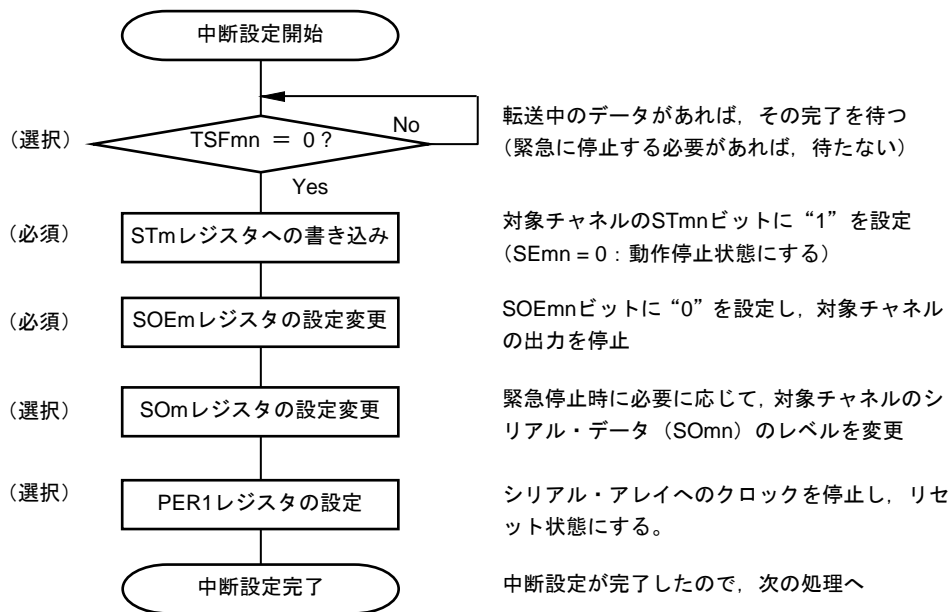 中断設定開始
（選択）
TSFmn ＝ 0？
No
Yes
転送中のデータがあれば，その完了を待つ
（緊急に停止する必要があれば，待たない）
（必須）
STmレジスタへの書き込み
対象チャネルのSTmnビットに“1”を設定
（SEmn = 0：動作停止状態にする）
（必須）
SOEmレジスタの設定変更
SOEmnビットに“0”を設定し，対象チャネル
の出力を停止
（選択）
SOmレジスタの設定変更
緊急停止時に必要に応じて，対象チャネルのシ
リアル・データ（SOmn）のレベルを変更
（選択）
PER1レジスタの設定
シリアル・アレイへのクロックを停止し，リセ
ット状態にする。
中断設定完了
中断設定が完了したので，次の処理へ